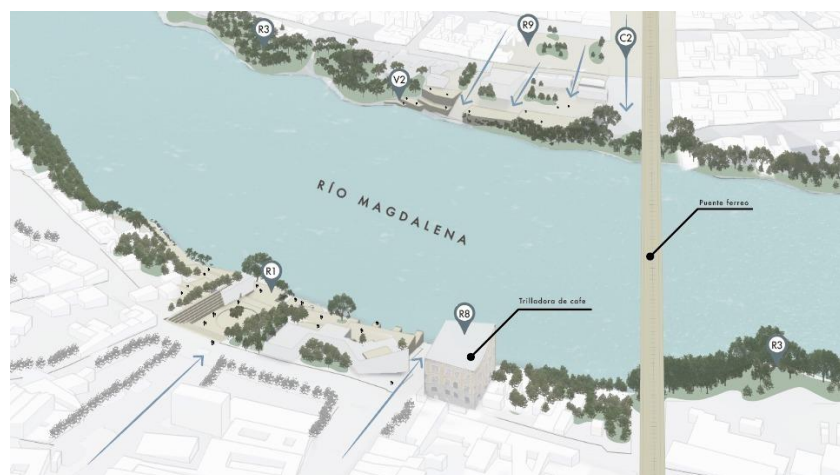 R3
R9
C2
V2
RÍO MAGDALENA
Puente ferreo
R1
Trilladora de cafe
R8
R3